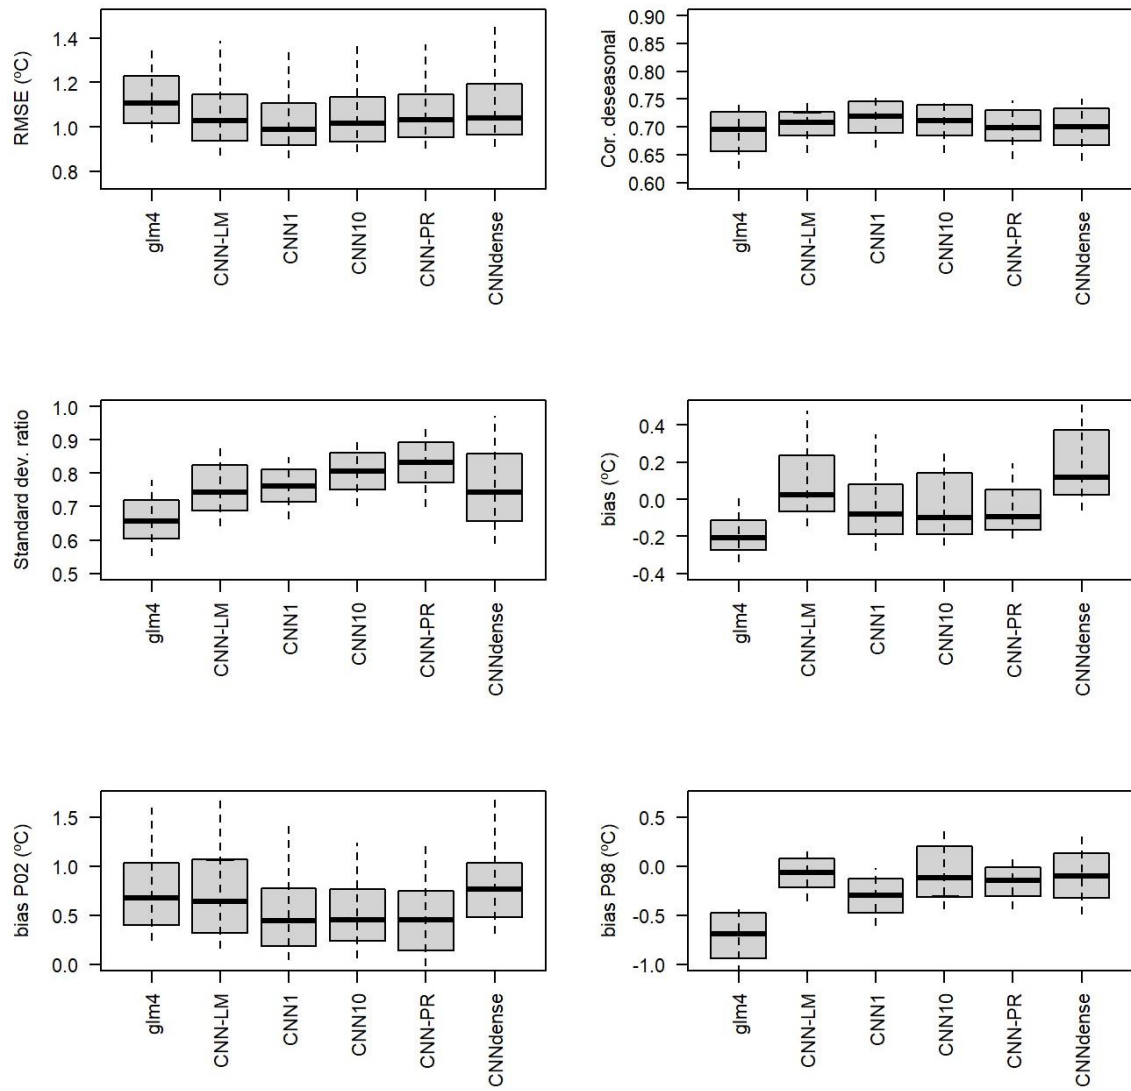 RMSE (ºC)
1.4
1.2
1.0
0.8
glm4
CNN-LM
CNN1
CNN10
CNN-PR
CNNdense
Cor. deseasonal
0.90
0.85
0.80
0.75
0.70
0.65
0.60
glm4
CNN-LM
CNN1
CNN10
CNN-PR
CNNdense
Standard dev. ratio
1.0
0.9
0.8
0.7
0.6
0.5
glm4
CNN-LM
CNN1
CNN10
CNN-PR
CNNdense
bias (ºC)
0.4
0.2
0.0
-0.2
-0.4
glm4
CNN-LM
CNN1
CNN10
CNN-PR
CNNdense
bias P02 (ºC)
1.5
1.0
0.5
0.0
glm4
CNN-LM
CNN1
CNN10
CNN-PR
CNNdense
bias P98 (ºC)
0.5
0.0
-0.5
-1.0
glm4
CNN-LM
CNN1
CNN10
CNN-PR
CNNdense